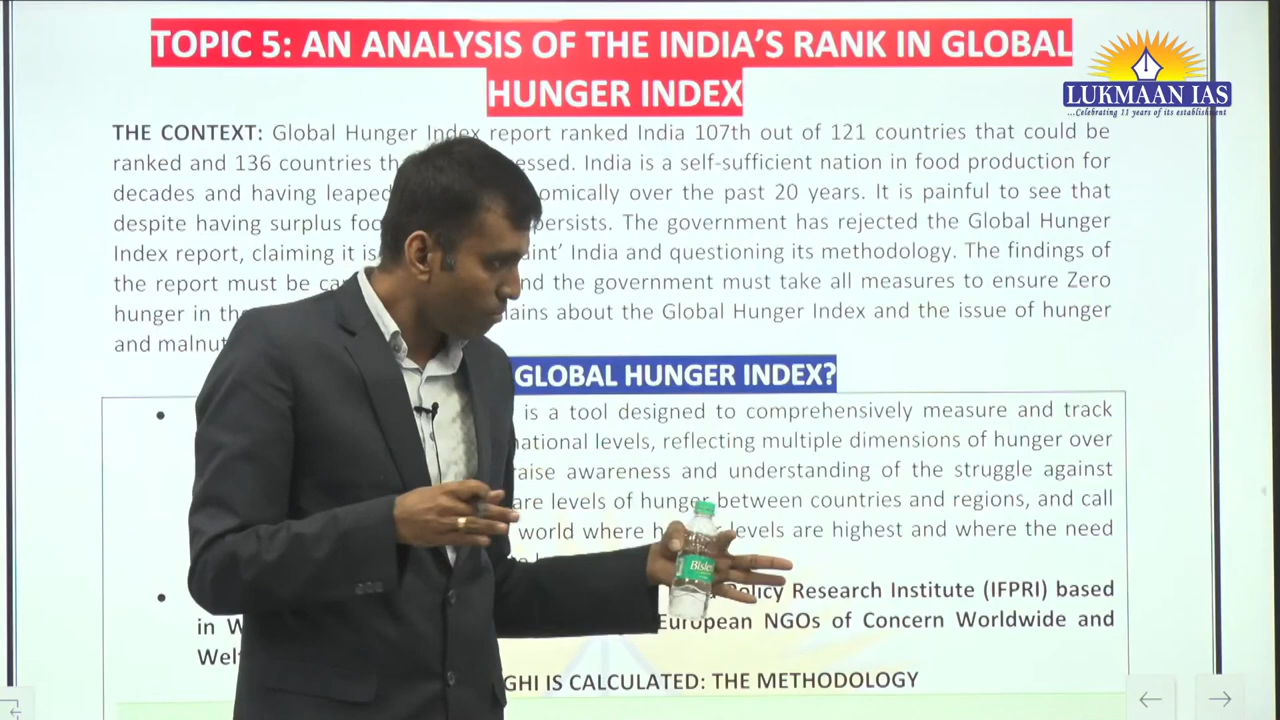 TOPIC 5: AN ANALYSIS OF THE INDIA'S RANK IN GLOBAL
HUNGER INDEX
LUKMAAN IAS
...Celebrating 11 years of its establishment
THE CONTEXT: Global Hunger Index report ranked India 107th out of 121 countries that could be
ranked and 136 countries essed. India is a self-sufficient nation in food production for
decades and having leaped omically over the past 20 years. It is painful to see that
despite having surplus persists. The government has rejected the Global Hunger
Index report, claiming it is aint' India and questioning its methodology. The findings of
the report must be nd the government must take all measures to ensure Zero
hunger in lains about the Global Hunger Index and the issue of hunger
and
GLOBAL HUNGER INDEX?
is a tool designed to comprehensively measure and track
national levels, reflecting multiple dimensions of hunger over
raise awareness and understanding of the struggle against
are levels of hunger between countries and regions, and call
world where levels are highest and where the need
Policy Research Institute (IFPRI) based
in European NGOs of Concern Worldwide and
GHI IS CALCULATED: THE METHODOLOGY